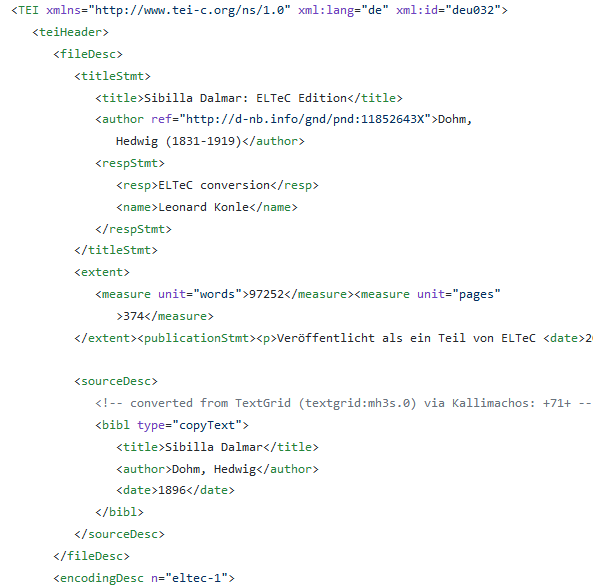 <TEI xmlns="http://www.tei-c.org/ns/1.0" xml:lang="de" xml:id="deu032">
<teiHeader>
<fileDesc>
<titleStmt>
<title>Sibilla Dalmar: ELTeC Edition</title>
<author ref="http://d-nb.info/gnd/pnd:11852643X">Dohm,
Hedwig (1831-1919)</author>
<respStmt>
<resp>ELTeC conversion</resp>
<name>Leonard Konle</name>
</respStmt>
</titleStmt>
<extent>
<measure unit="words">97252</measure><measure unit="pages"
>374</measure>
</extent><publicationStmt><p>Veröffentlicht als ein Teil von ELTeC <date>2
<sourceDesc>
<!-- converted from TextGrid (textgrid:mh3s.0) via Kallimachos: +71+ --
<bibl type="copyText">
<title>Sibilla Dalmar</title>
<author>Dohm, Hedwig</author>
<date>1896</date>
</bibl>
</sourceDesc>
</fileDesc>
<encodingDesc n="eltec-1">